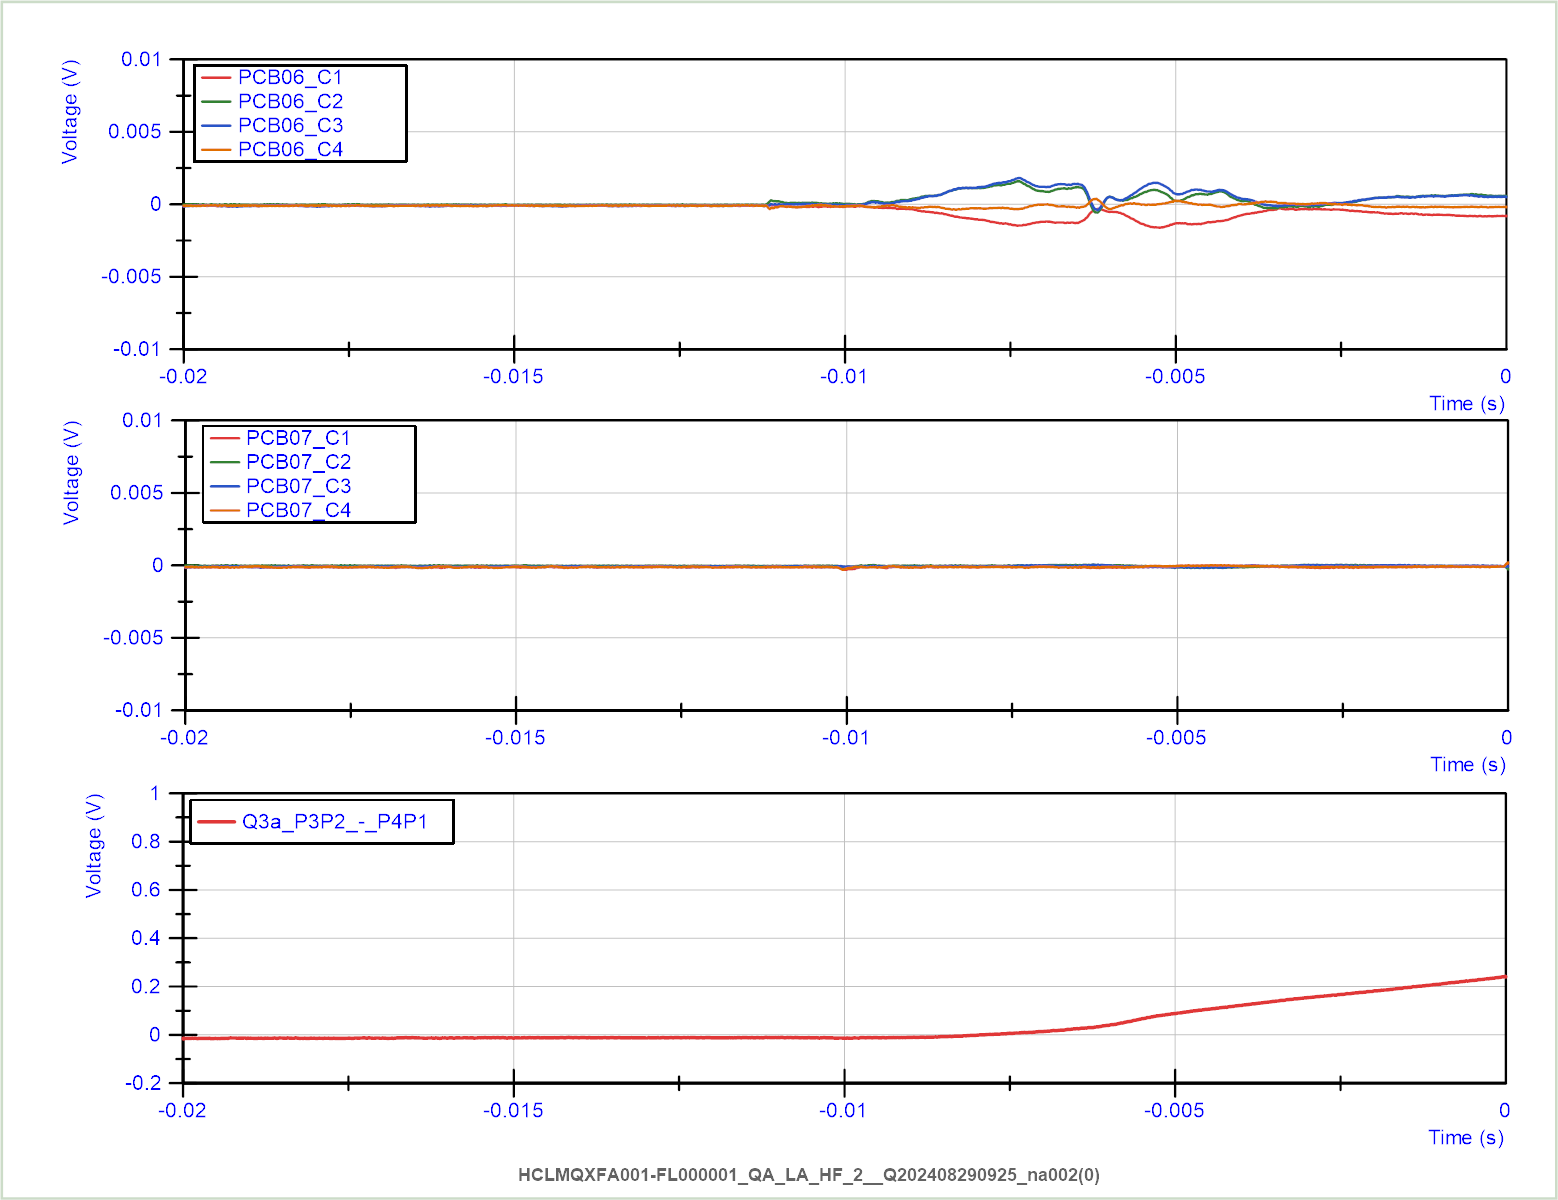 Voltage (V)
0.01
0.005
0
-0.005
-0.01
PCB06_C1
PCB06_C2
PCB06_C3
PCB06_C4
-0.02 -0.015 -0.01 -0.005 0
Time (s)
Voltage (V)
0.01
0.005
0
-0.005
-0.01
PCB07_C1
PCB07_C2
PCB07_C3
PCB07_C4
-0.02 -0.015 -0.01 -0.005 0
Time (s)
Voltage (V)
1
0.8
0.6
0.4
0.2
0
-0.2
Q3a_P3P2_-_P4P1
-0.02 -0.015 -0.01 -0.005 0
Time (s)
HCLMQXFA001-FL000001_QA_LA_HF_2__Q202408290925_na002(0)